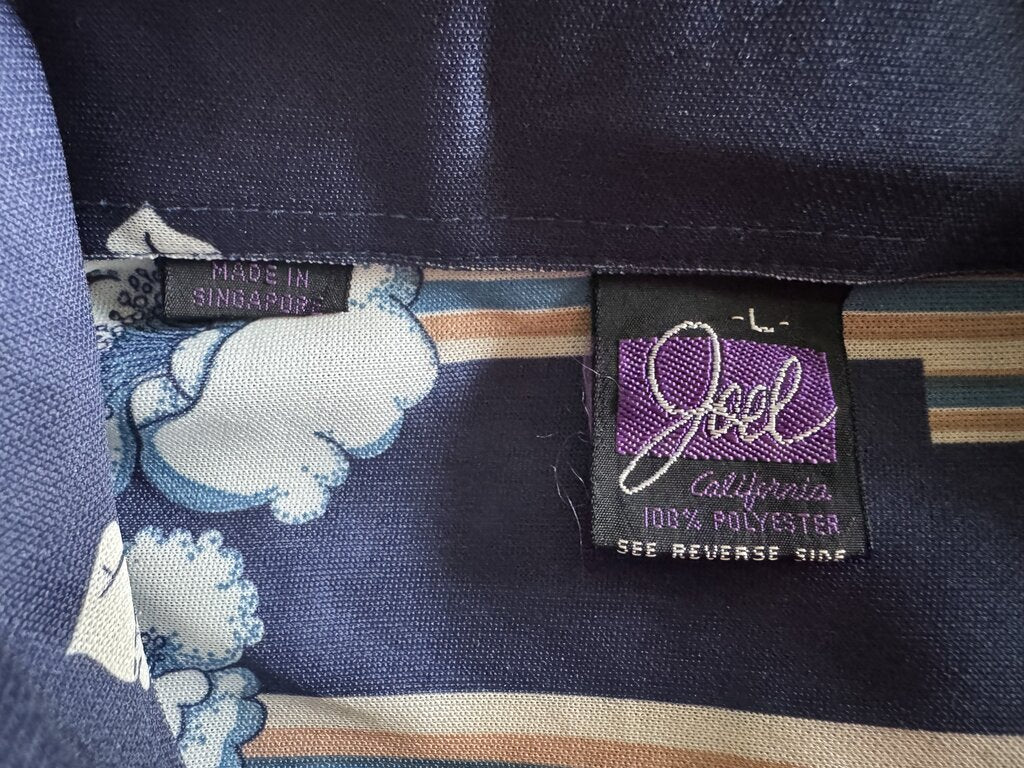 MADE IN
SINGAPORE
-L-
Joel
California
100% POLYESTER
SEE REVERSE SIDE